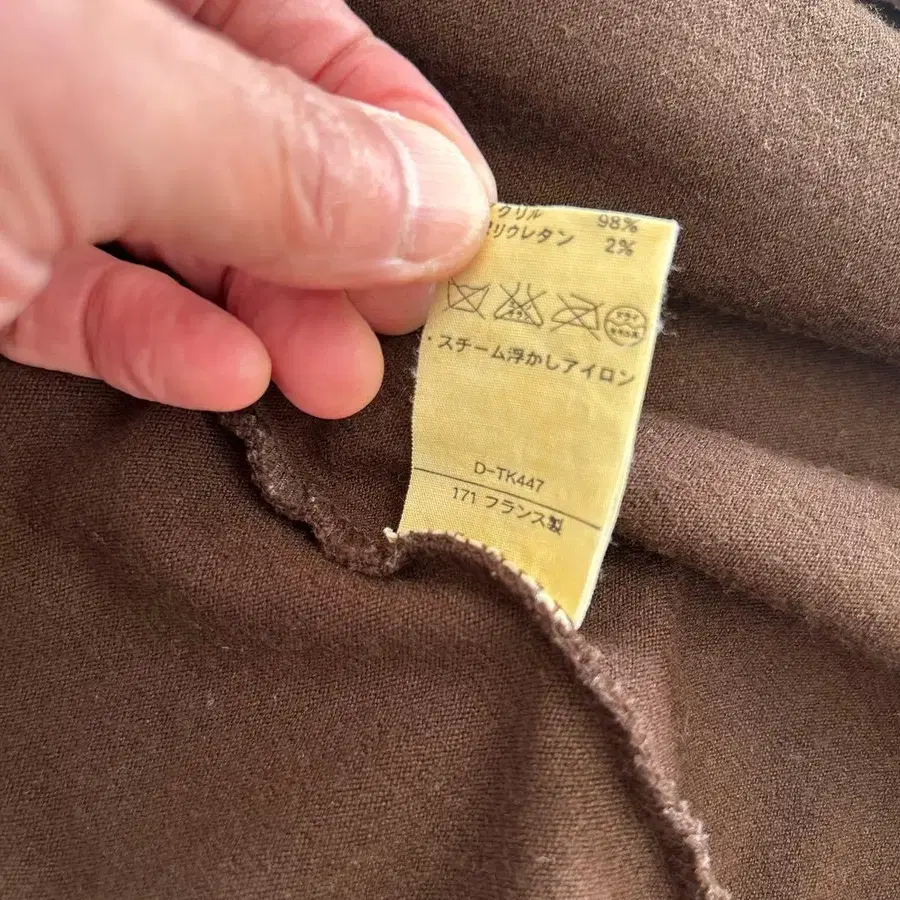 クリル 98%
リウレタン 2%
・スチーム浮かしアイロン
D-TK447
171 フランス製